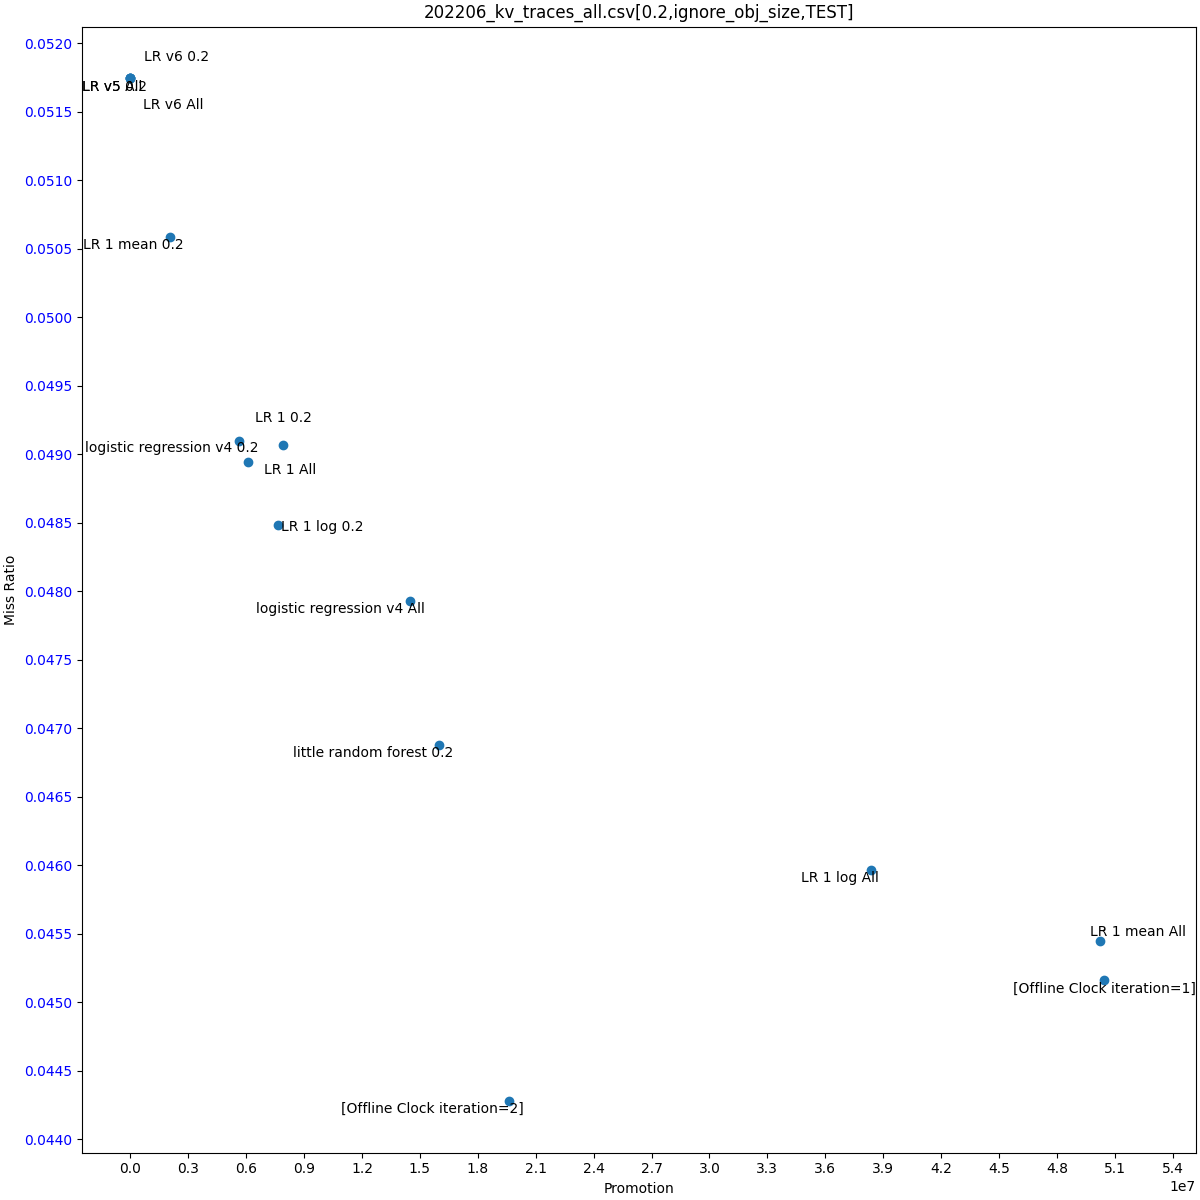 202206_kv_traces_all.csv[0.2,ignore_obj_size,TEST]
0.0520
LR v6 0.2
LR v5 All
LR v5 0.2
0.0515
LR v6 All
0.0510
0.0505
LR 1 mean 0.2
0.0500
0.0495
LR 1 0.2
0.0490
logistic regression v4 0.2
LR 1 All
0.0485
LR 1 log 0.2
0.0480
logistic regression v4 All
Miss Ratio
0.0475
0.0470
little random forest 0.2
0.0465
0.0460
LR 1 log All
0.0455
LR 1 mean All
0.0450
[Offline Clock iteration=1]
0.0445
[Offline Clock iteration=2]
0.0440
0.0 0.3 0.6 0.9 1.2 1.5 1.8 2.1 2.4 2.7 3.0 3.3 3.6 3.9 4.2 4.5 4.8 5.1 5.4
1e7
Promotion